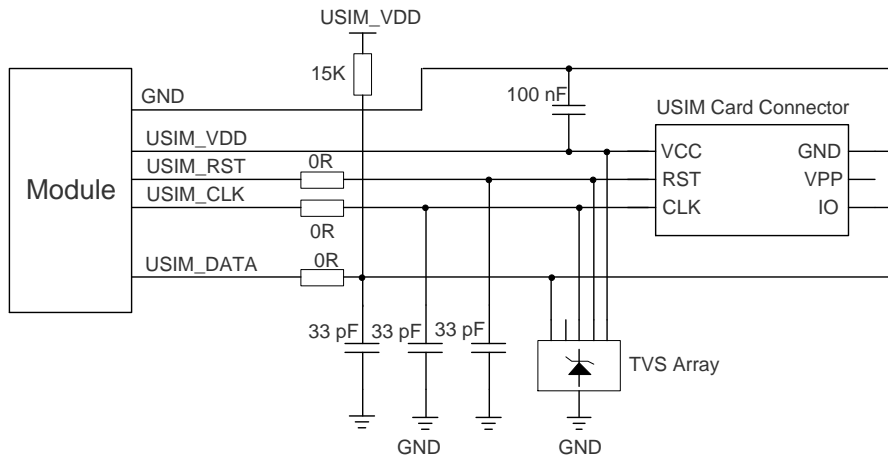 USIM_VDD
15K
GND
100 nF
USIM Card Connector
Module
USIM_VDD
USIM_RST
0R
USIM_CLK
0R
USIM_DATA
0R
VCC
GND
RST
VPP
CLK
IO
33 pF
33 pF
33 pF
TVS Array
GND
GND